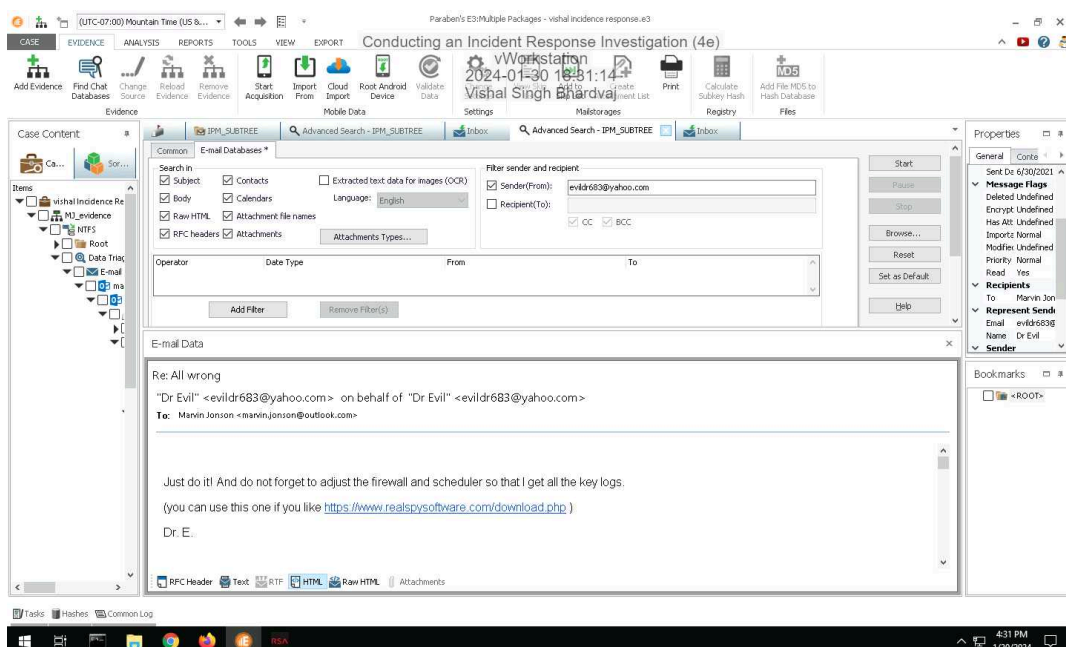 (UTC-07:00) Mountain Time (US &...
Paraben's E3:Multiple Packages - vishal incidence response.e3
CASE EVIDENCE ANALYSIS REPORTS TOOLS VIEW EXPORT
Conducting an Incident Response Investigation (4e)
vWorkstation
2024-01-30 18:31:14
Vishal Singh Bhardvaj
Add Evidence
Find Chat Databases
Change Source
Reload Evidence
Remove Evidence
Start Acquisition
Import From
Cloud Import
Root Android Device
Validate Data
Print
Calculate Subkey Hash
Add File MD5 to Hash Database
Evidence
Mobile Data
Settings
Mailstorages
Registry
Files
Case Content
Ca...
Sor...
Items
vishal Incidence Re
MJ_evidence
NTFS
Root
Data Triag
E-mail
ma
IPM_SUBTREE
Advanced Search - IPM_SUBTREE
Inbox
Advanced Search - IPM_SUBTREE
Inbox
Common
E-mail Databases *
Search in
Subject
Contacts
Extracted text data for images (OCR)
Body
Calendars
Language: English
Raw HTML
Attachment file names
RFC headers
Attachments
Attachments Types...
Filter sender and recipient
Sender(From): evildr683@yahoo.com
Recipient(To):
CC
BCC
Start
Pause
Stop
Browse...
Reset
Set as Default
Help
Operator
Date Type
From
To
Add Filter
Remove Filter(s)
E-mail Data
Re: All wrong
"Dr Evil" <evildr683@yahoo.com> on behalf of "Dr Evil" <evildr683@yahoo.com>
To: Marvin Jonson <marvin.jonson@outlook.com>
Just do it! And do not forget to adjust the firewall and scheduler so that I get all the key logs.
(you can use this one if you like https://www.realspysoftware.com/download.php )
Dr. E.
RFC Header
Text
RTF
HTML
Raw HTML
Attachments
Properties
General
Conte
Sent Da 6/30/2021
Message Flags
Deleted Undefined
Encrypt Undefined
Has Att Undefined
Importa Normal
Modifie Undefined
Priority Normal
Read Yes
Recipients
To Marvin Jon
Represent Sende
Email evildr683@
Name Dr Evil
Sender
Bookmarks
<ROOT>
Tasks
Hashes
Common Log
RSA
4:31 PM
1/30/2024